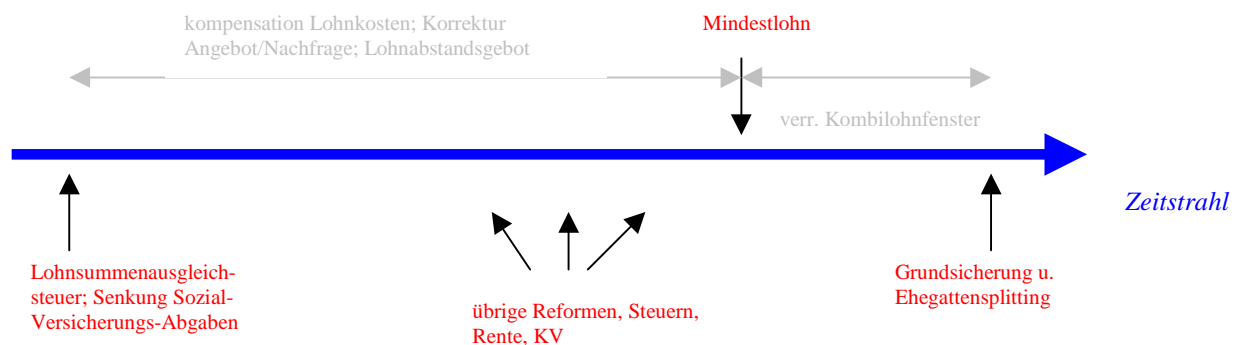 kompensation Lohnkosten; Korrektur
Angebot/Nachfrage; Lohnabstandsgebot
Mindestlohn
verr. Kombilohnfenster
Zeitstrahl
Lohnsummenausgleich-
steuer; Senkung Sozial-
Versicherungs-Abgaben
übrige Reformen, Steuern,
Rente, KV
Grundsicherung u.
Ehegattensplitting